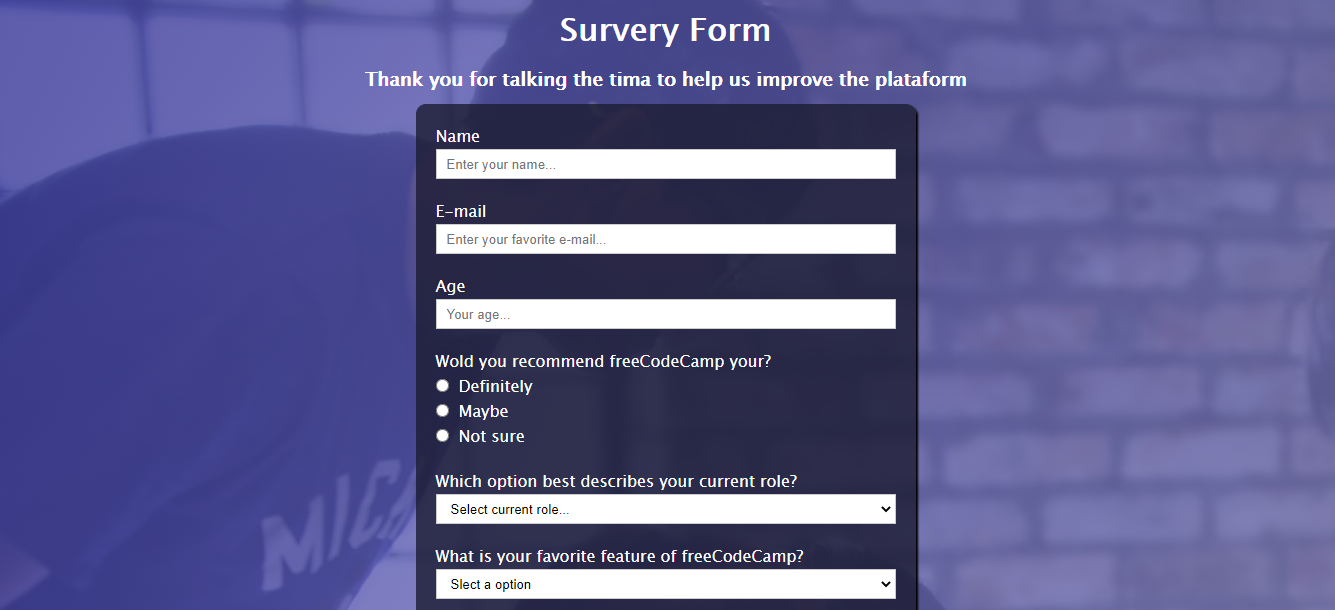 Survery Form
Thank you for talking the tima to help us improve the plataform
Name
Enter your name...
E-mail
Enter your favorite e-mail...
Age
Your age...
Wold you recommend freeCodeCamp your?
Definitely
Maybe
Not sure
Which option best describes your current role?
Select current role...
What is your favorite feature of freeCodeCamp?
Slect a option